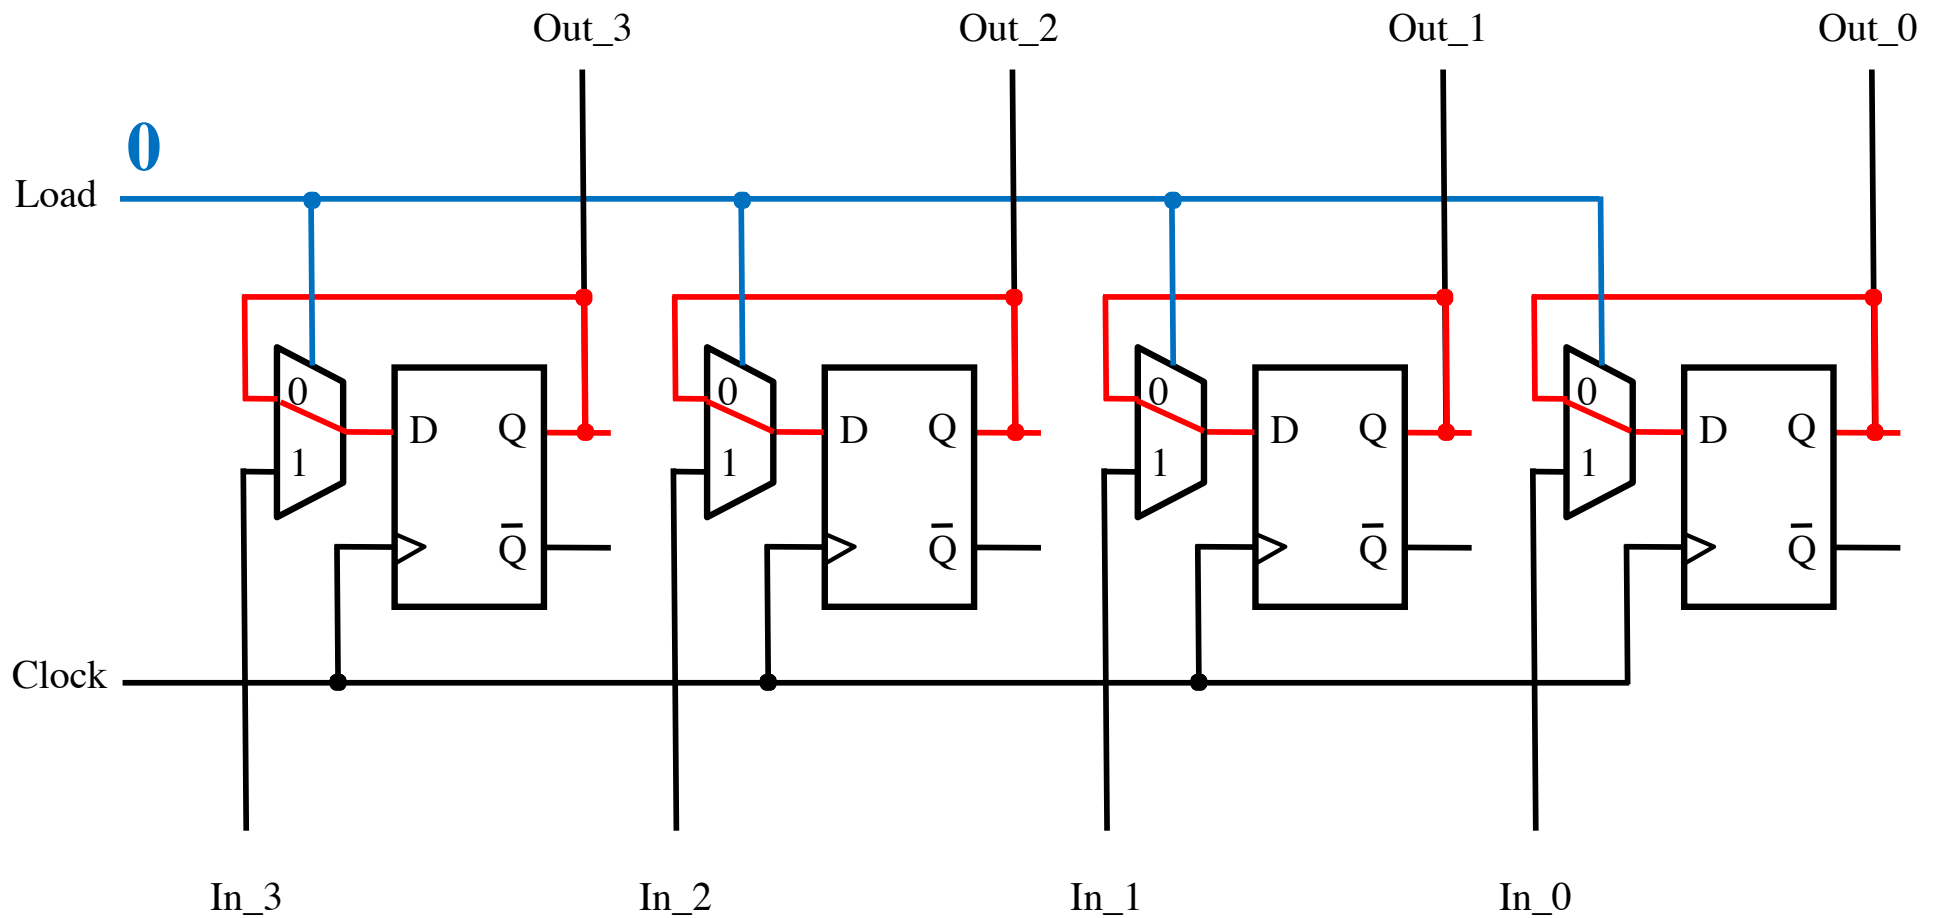 Out_3 Out_2 Out_1 Out_0
0
Load
0 0 0 0
D Q D Q D Q D Q
1 1 1 1
Q̅ Q̅ Q̅ Q̅
Clock
In_3 In_2 In_1 In_0